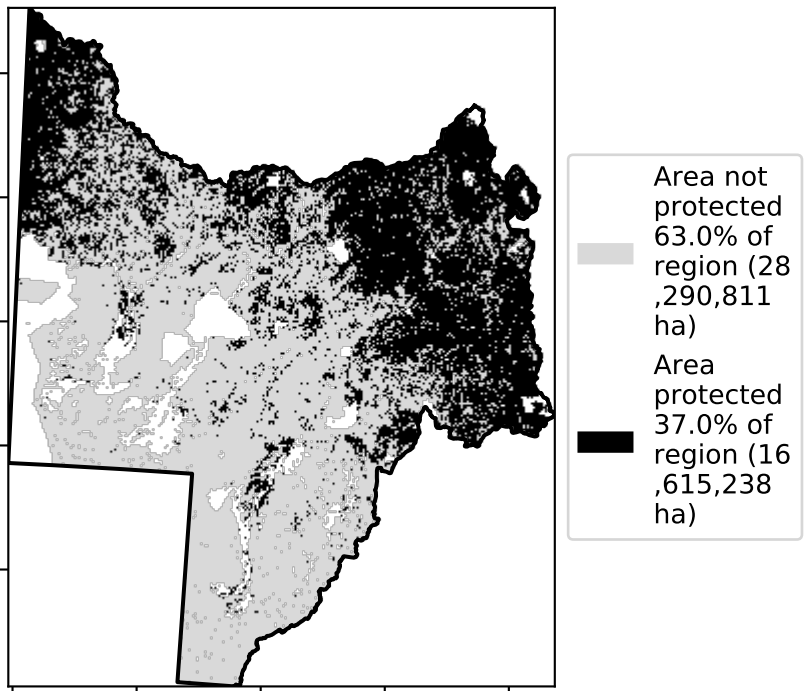 Area not
protected
63.0% of
region (28
,290,811
ha)
Area
protected
37.0% of
region (16
,615,238
ha)